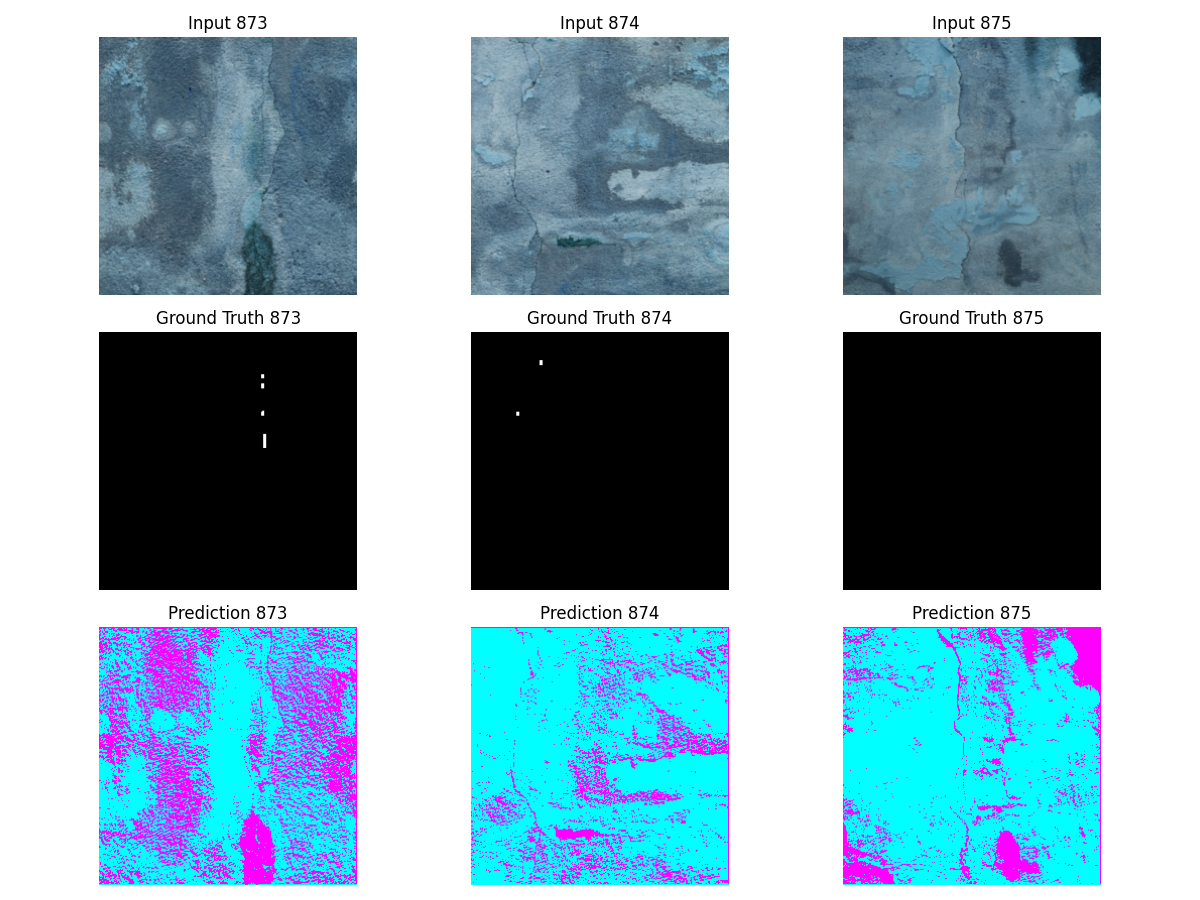 Input 873
Input 874
Input 875
Ground Truth 873
Ground Truth 874
Ground Truth 875
Prediction 873
Prediction 874
Prediction 875